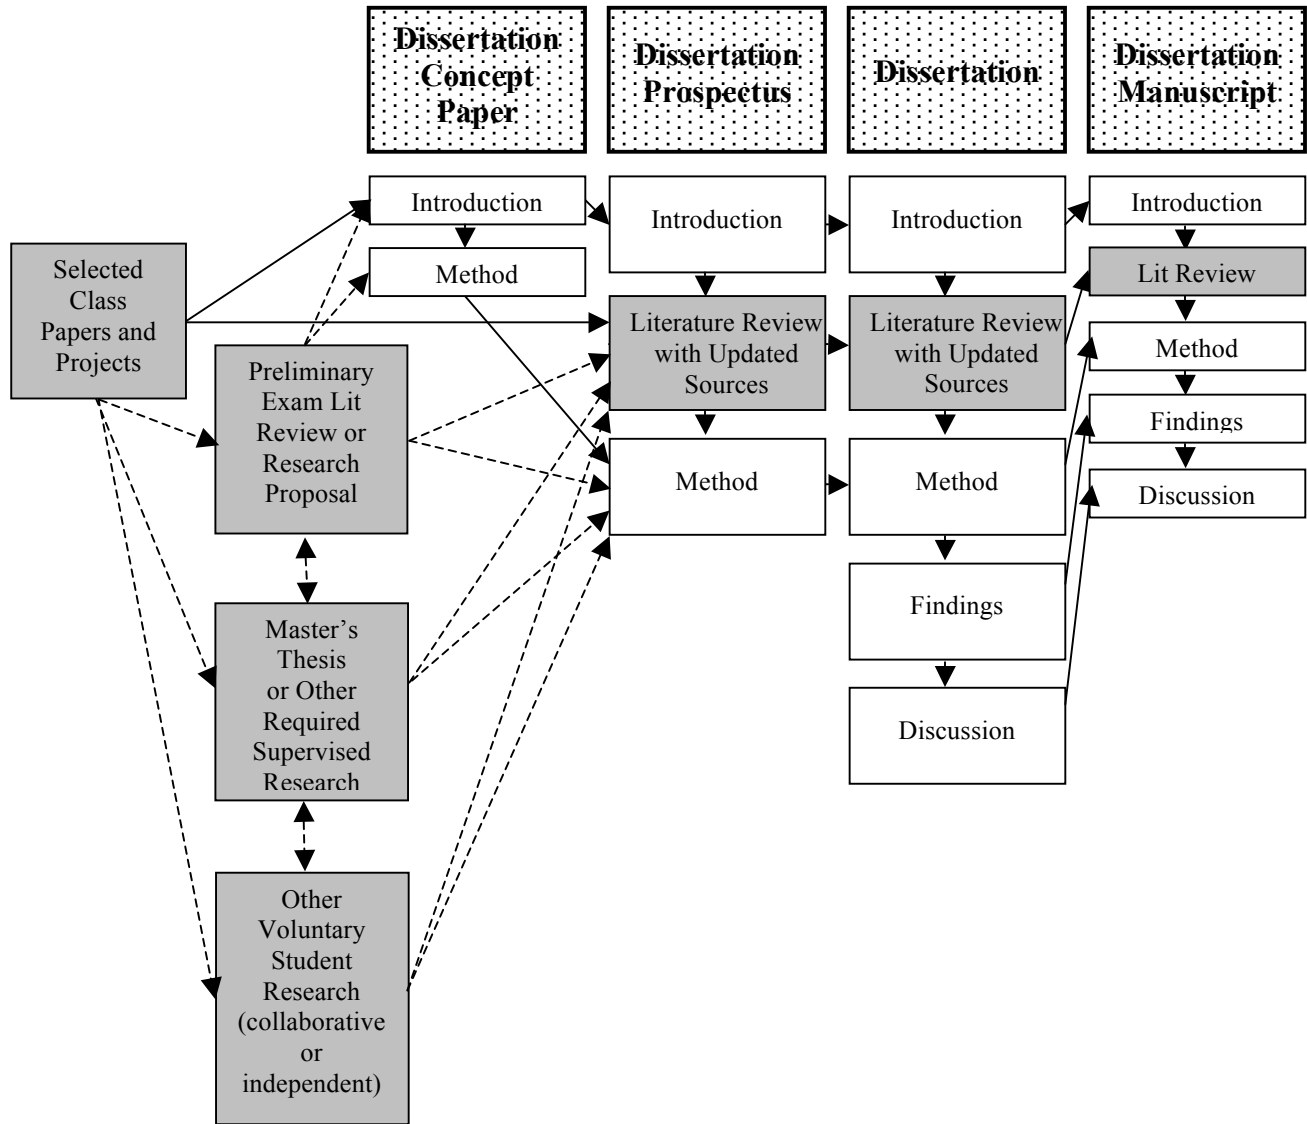 Dissertation
Concept
Paper
Dissertation
Prospectus
Dissertation
Dissertation
Manuscript
Selected
Class
Papers and
Projects
Preliminary
Exam Lit
Review or
Research
Proposal
Master’s
Thesis
or Other
Required
Supervised
Research
Other
Voluntary
Student
Research
(collaborative
or
independent)
Introduction
Method
Introduction
Literature Review
with Updated
Sources
Method
Introduction
Literature Review
with Updated
Sources
Method
Findings
Discussion
Introduction
Lit Review
Method
Findings
Discussion